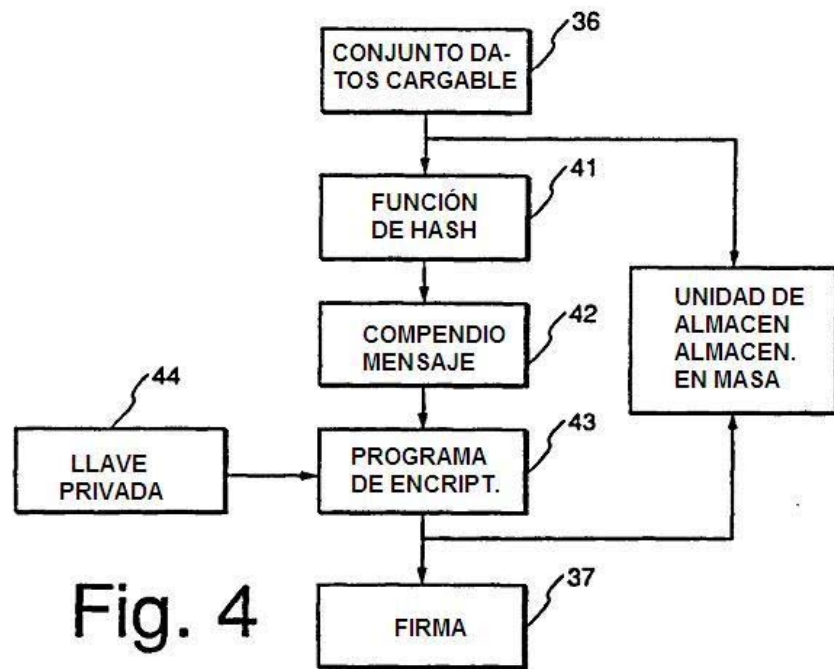 36
CONJUNTO DA-
TOS CARGABLE
41
FUNCIÓN
DE HASH
UNIDAD DE
ALMACEN
ALMACEN.
EN MASA
42
COMPENDIO
MENSAJE
44
LLAVE
PRIVADA
43
PROGRAMA
DE ENCRIPT.
37
FIRMA
Fig. 4